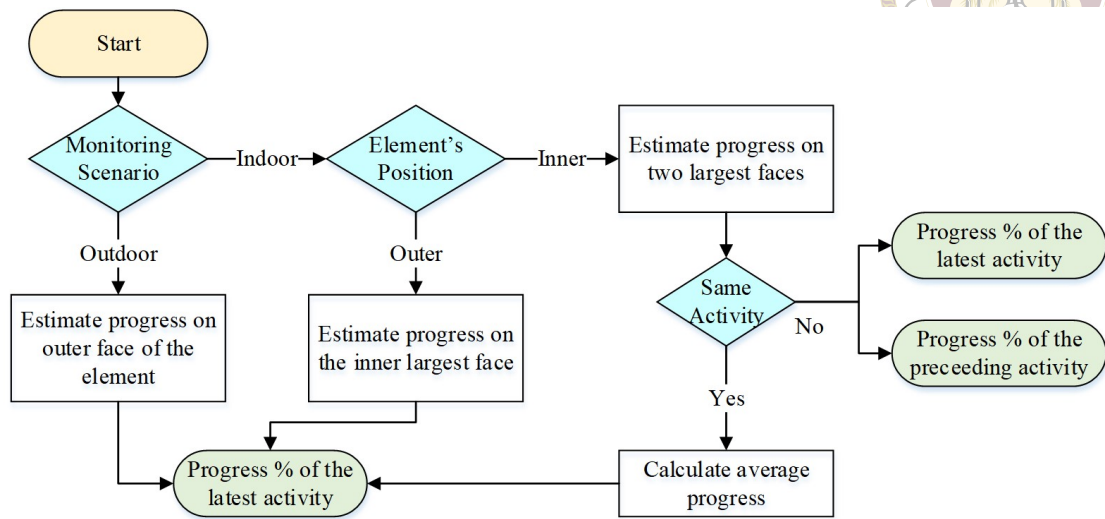 Start
Monitoring
Scenario
Indoor
Element's
Position
Inner
Estimate progress on
two largest faces
Outdoor
Outer
Estimate progress on
outer face of the
element
Estimate progress on
the inner largest face
Same
Activity
No
Progress % of the
latest activity
Progress % of the
preceeding activity
Yes
Calculate average
progress
Progress % of the
latest activity